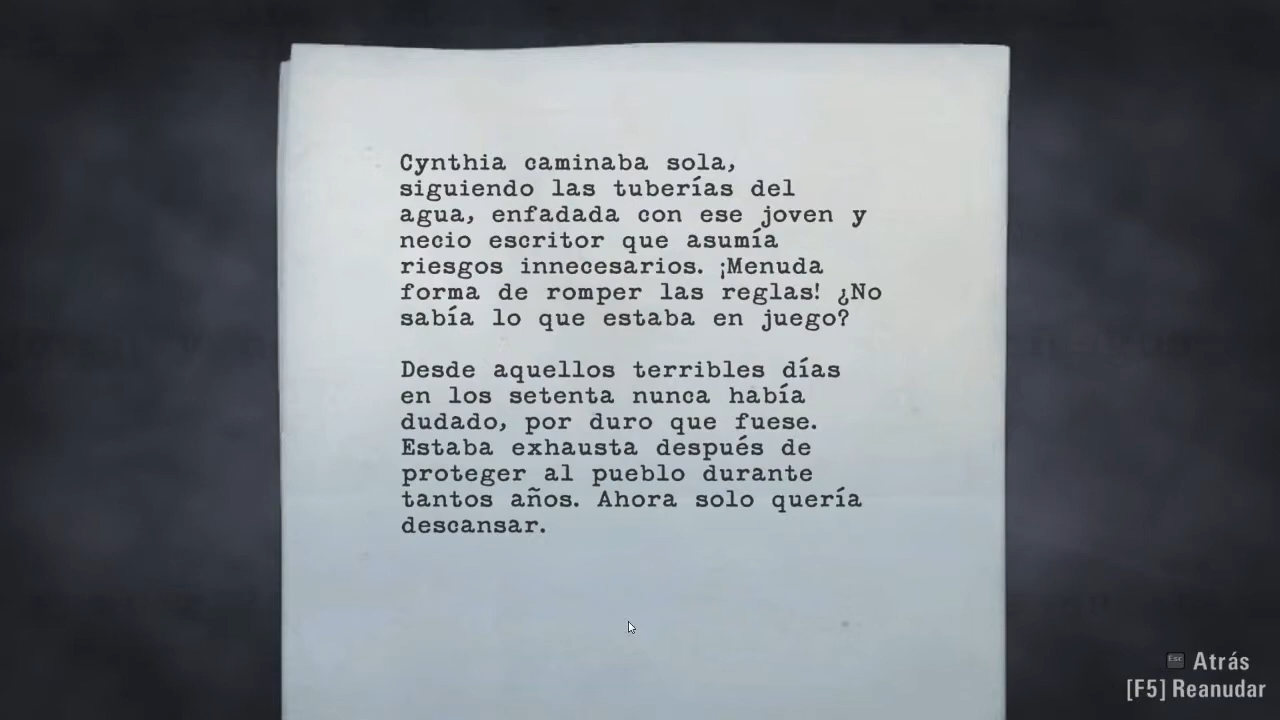 Cynthia caminaba sola,
siguiendo las tuberías del
agua, enfadada con ese joven y
necio escritor que asumía
riesgos innecesarios. ¡Menuda
forma de romper las reglas! ¿No
sabía lo que estaba en juego?
Desde aquellos terribles días
en los setenta nunca había
dudado, por duro que fuese.
Estaba exhausta después de
proteger al pueblo durante
tantos años. Ahora solo quería
descansar.
Esc Atrás
[F5] Reanudar